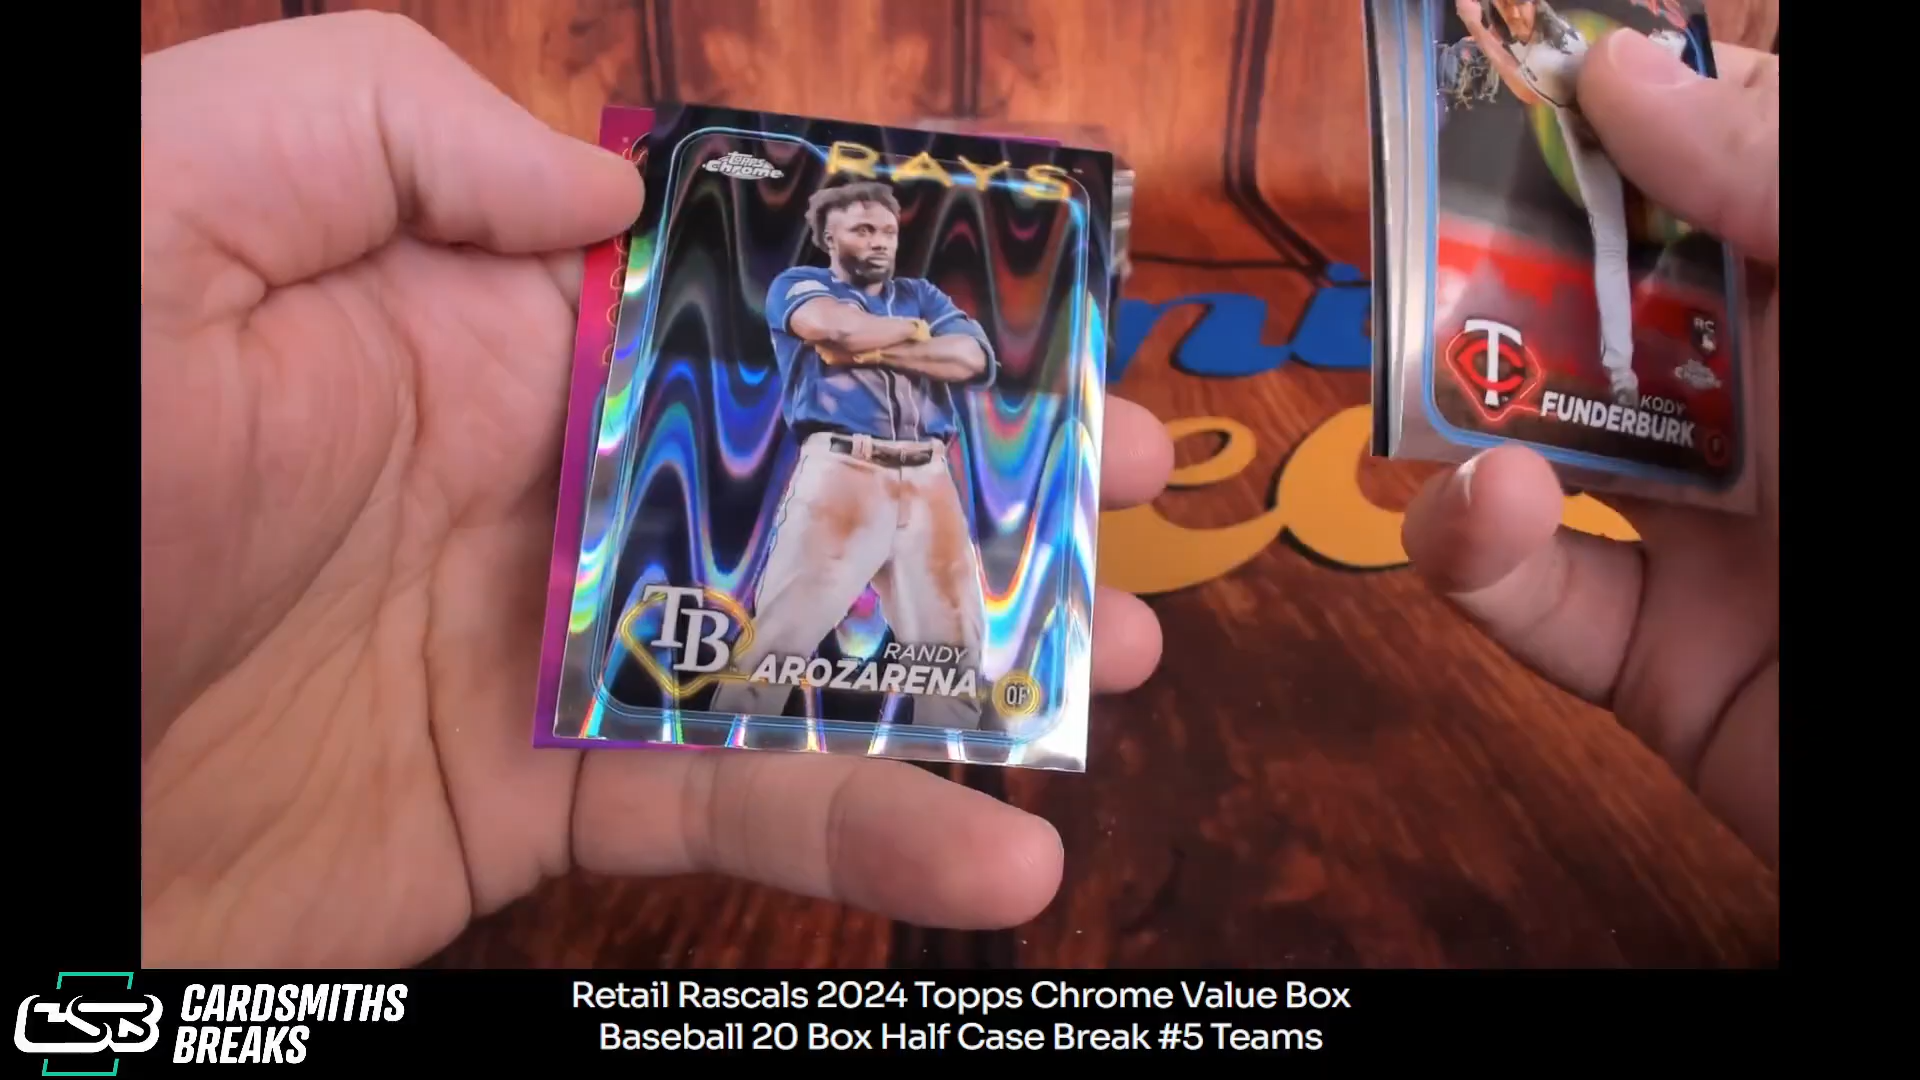 Topps
Chrome
RAYS
TB
RANDY
AROZARENA
OF
RC
TC
KODY
FUNDERBURK
CSB
CARDSMITHS
BREAKS
Retail Rascals 2024 Topps Chrome Value Box
Baseball 20 Box Half Case Break #5 Teams